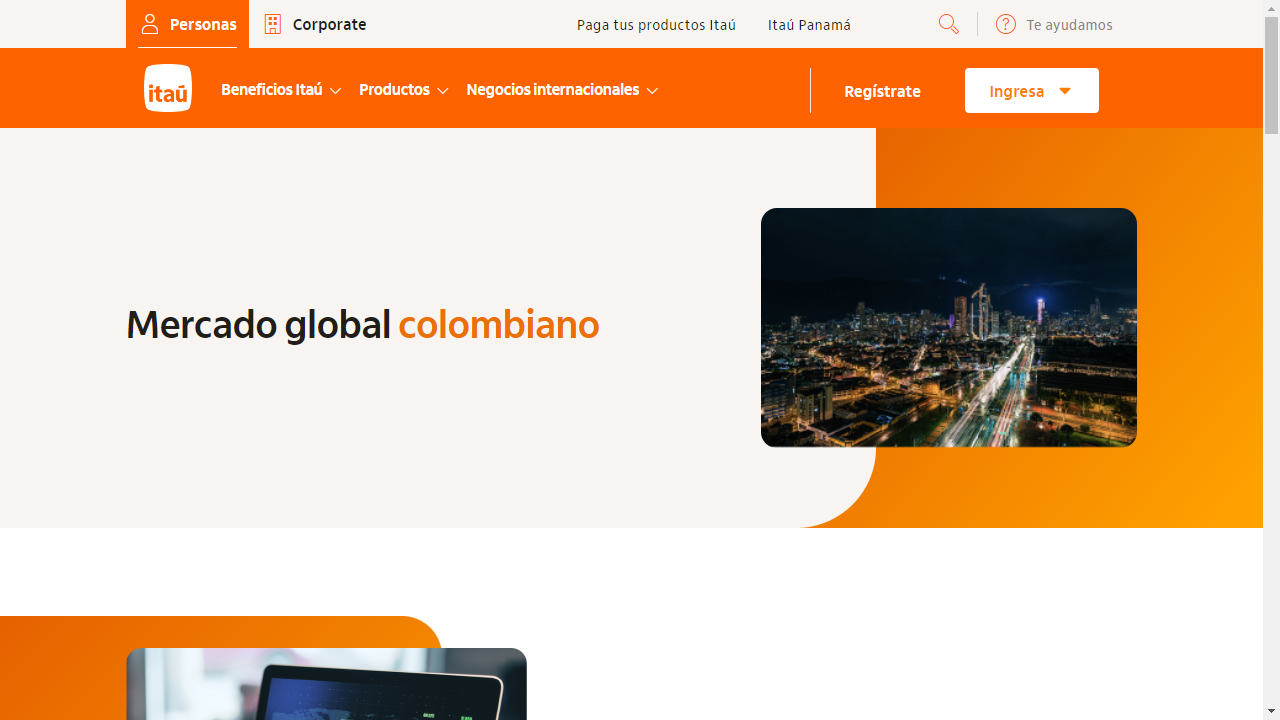 Personas
Corporate
Paga tus productos Itaú
Itaú Panamá
Te ayudamos
itaú
Beneficios Itaú
Productos
Negocios internacionales
Regístrate
Ingresa
Mercado global colombiano